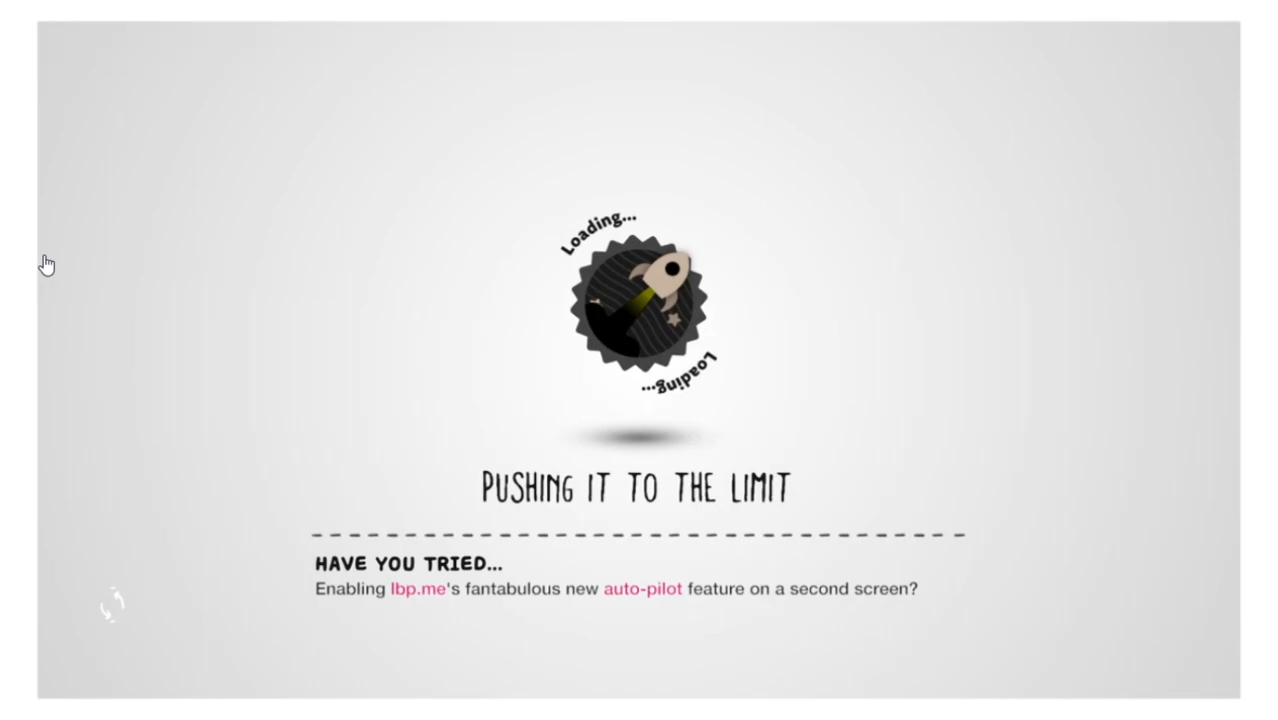 Loading...
Loading...
PUSHING IT TO THE LIMIT
HAVE YOU TRIED...
Enabling lbp.me's fantabulous new auto-pilot feature on a second screen?